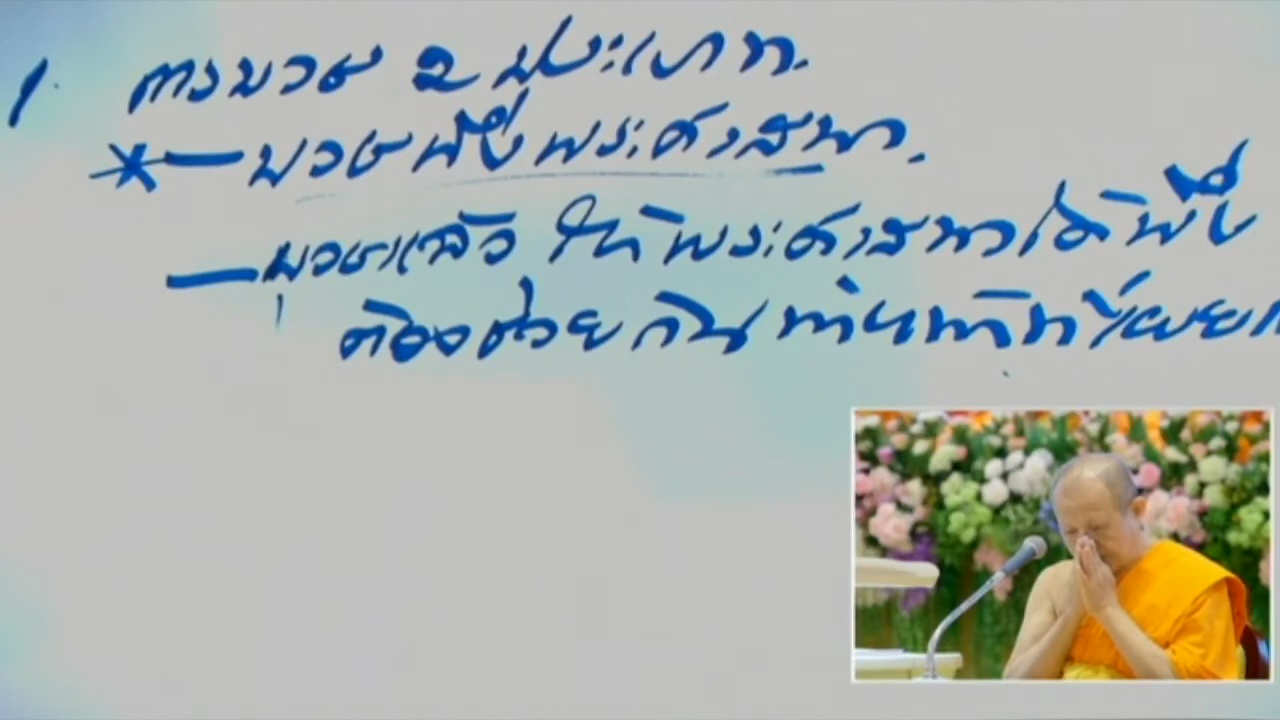 1. การบวช 2 ประเภท.
* — บวชพึ่งพระศาสนา.
— บวชแล้ว ให้พระศาสนาได้พึ่ง
ต้องช่วยกันทำหน้าที่เผย